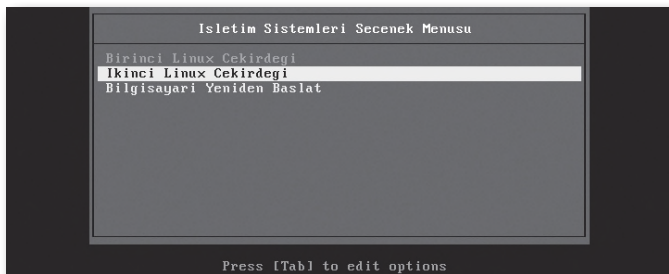 Isletim Sistemleri Secenek Menusu
Birinci Linux Cekirdegi
Ikinci Linux Cekirdegi
Bilgisayari Yeniden Baslat
Press [Tab] to edit options